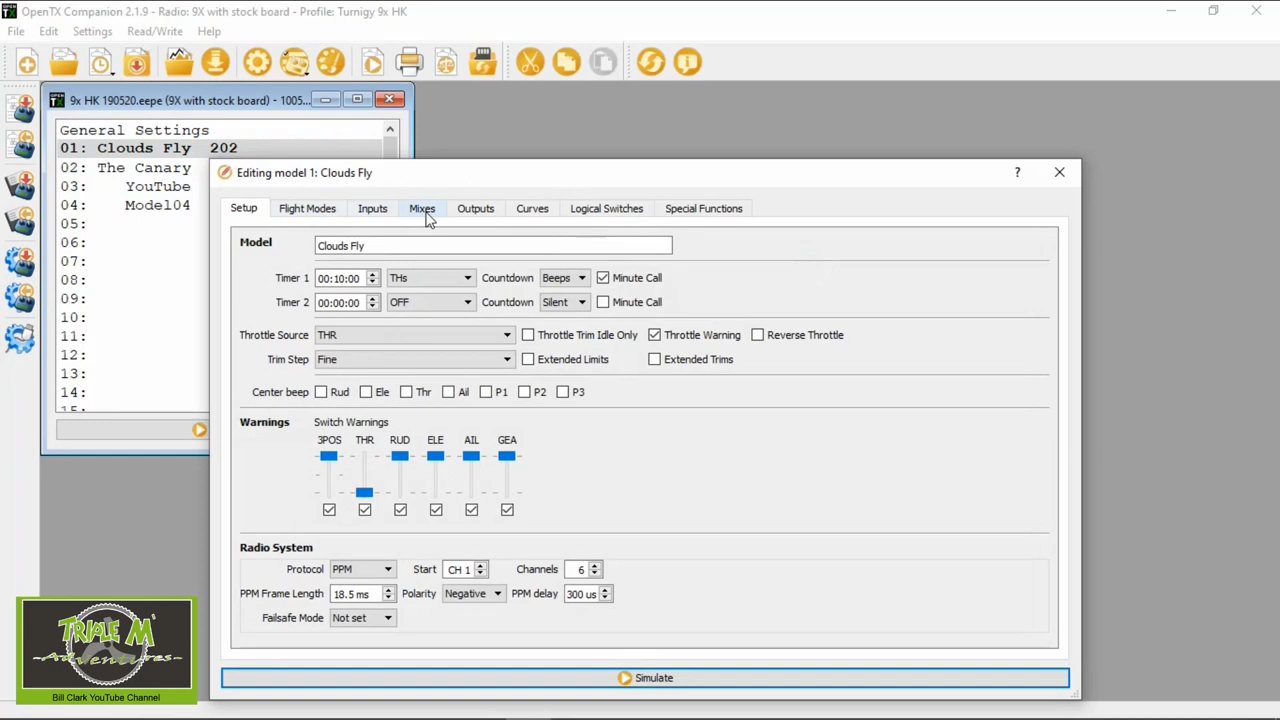 OpenTX Companion 2.1.9 - Radio: 9X with stock board - Profile: Turnigy 9x HK
File Edit Settings Read/Write Help
9x HK 190520.eepe (9X with stock board) - 1005...
General Settings
01: Clouds Fly 202
02: The Canary
03: YouTube
04: Model04
05:
06:
07:
08:
09:
10:
11:
12:
13:
14:
15:
Editing model 1: Clouds Fly
Setup Flight Modes Inputs Mixes Outputs Curves Logical Switches Special Functions
Model Clouds Fly
Timer 1 00:10:00 THs Countdown Beeps Minute Call
Timer 2 00:00:00 OFF Countdown Silent Minute Call
Throttle Source THR Throttle Trim Idle Only Throttle Warning Reverse Throttle
Trim Step Fine Extended Limits Extended Trims
Center beep Rud Ele Thr Ail P1 P2 P3
Warnings Switch Warnings
3POS THR RUD ELE AIL GEA
Radio System
Protocol PPM Start CH 1 Channels 6
PPM Frame Length 18.5 ms Polarity Negative PPM delay 300 us
Failsafe Mode Not set
Simulate
TRIPLE M'
Adventures
Bill Clark YouTube Channel